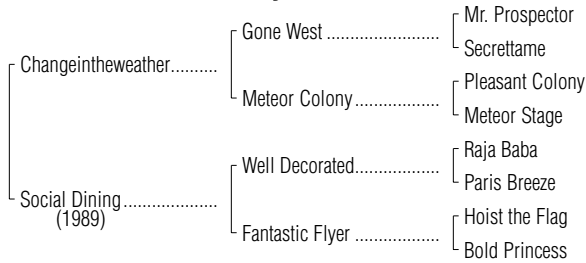 Mr. Prospector
Gone West ......................
Secrettame
Changeintheweather..........
Pleasant Colony
Meteor Colony .................
Meteor Stage
Raja Baba
Well Decorated.................
Paris Breeze
Social Dining ....................
(1989)
Hoist the Flag
Fantastic Flyer ..................
Bold Princess